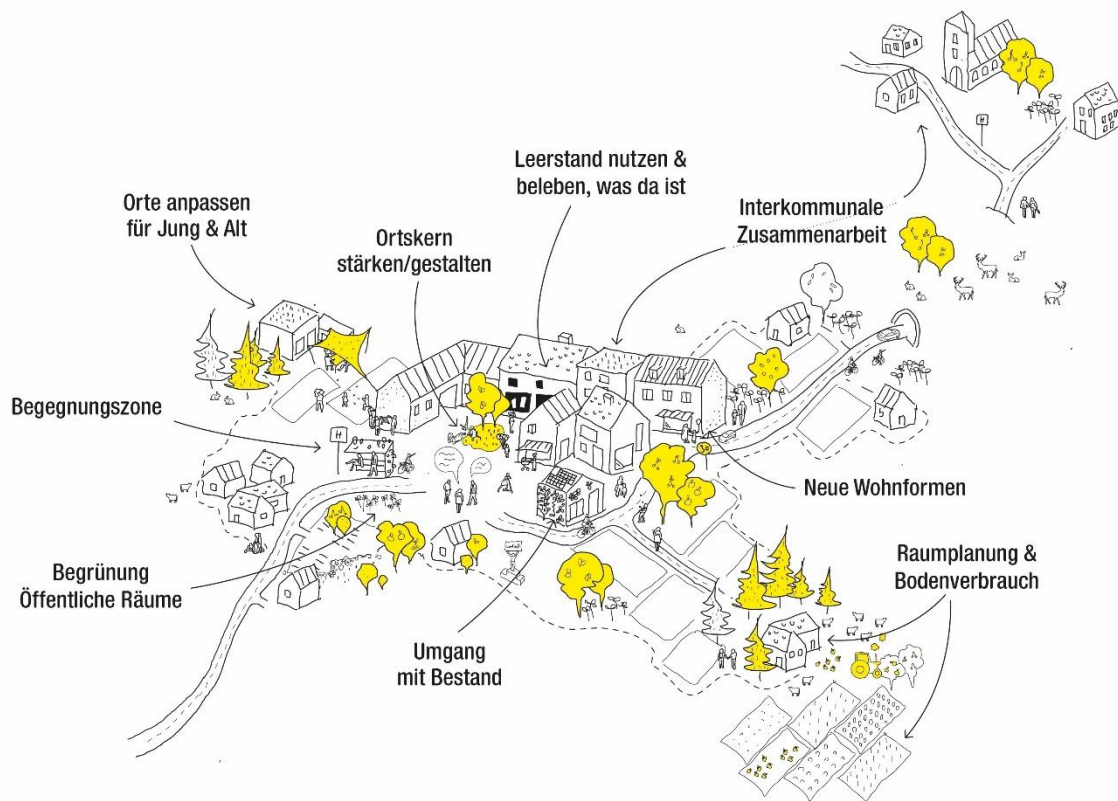 Leerstand nutzen &
beleben, was da ist
Orte anpassen
für Jung & Alt
Ortskern
stärken/gestalten
Interkommunale
Zusammenarbeit
Begegnungszone
Neue Wohnformen
Begrünung
Öffentliche Räume
Umgang
mit Bestand
Raumplanung &
Bodenverbrauch
H
H
30